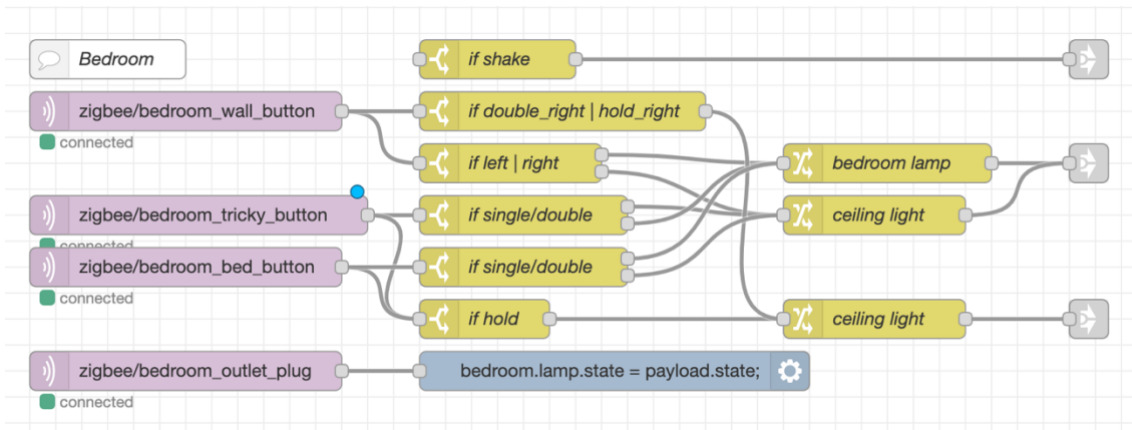 Bedroom
if shake
zigbee/bedroom_wall_button
if double_right | hold_right
connected
if left | right
bedroom lamp
zigbee/bedroom_tricky_button
if single/double
ceiling light
connected
zigbee/bedroom_bed_button
if single/double
connected
if hold
ceiling light
zigbee/bedroom_outlet_plug
bedroom.lamp.state = payload.state;
connected